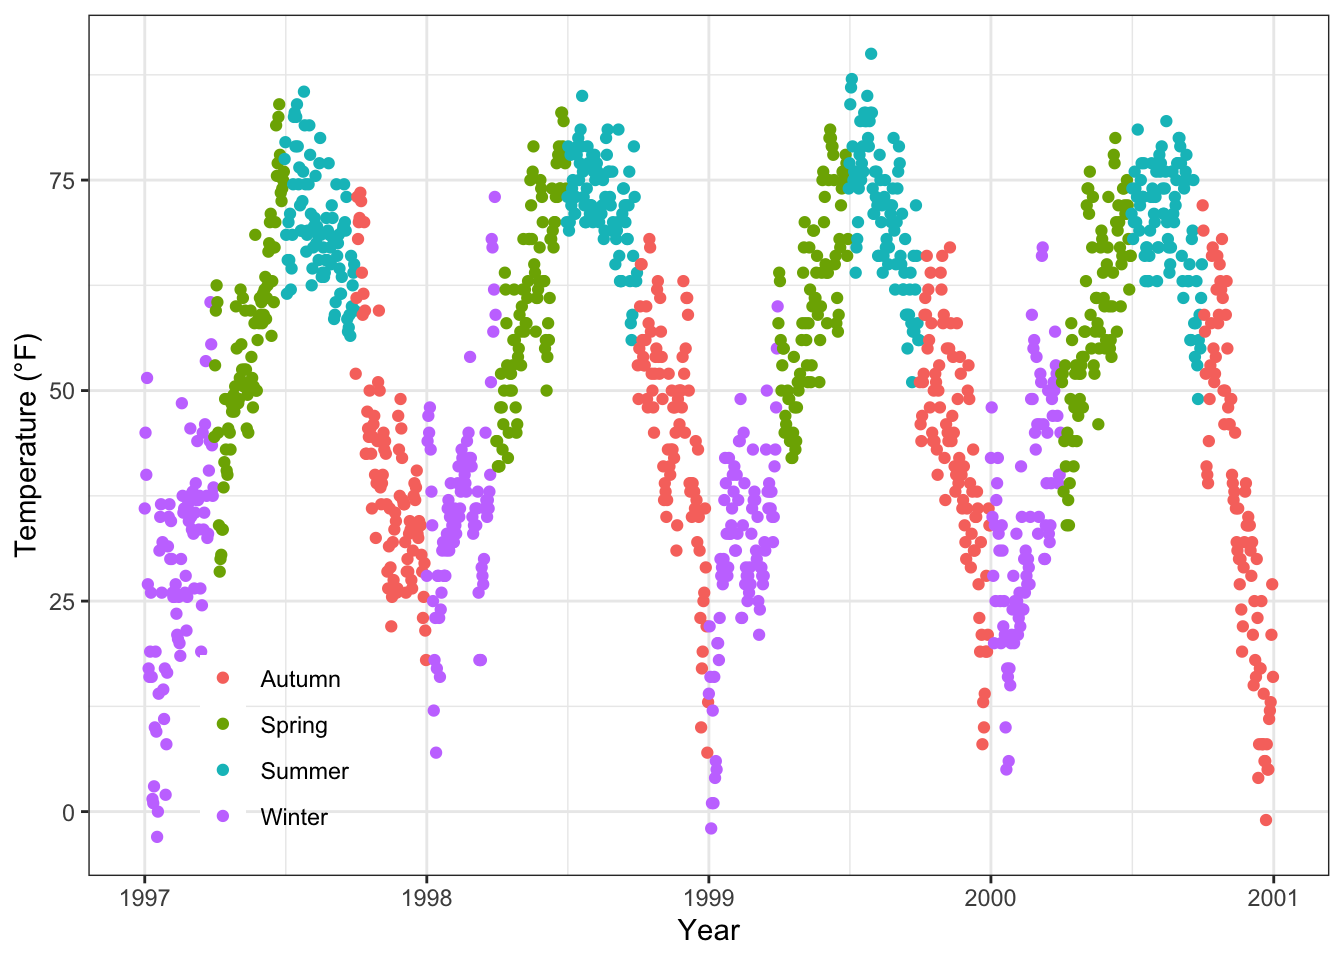 Temperature (°F)
75
50
25
0
Autumn
Spring
Summer
Winter
1997 1998 1999 2000 2001
Year